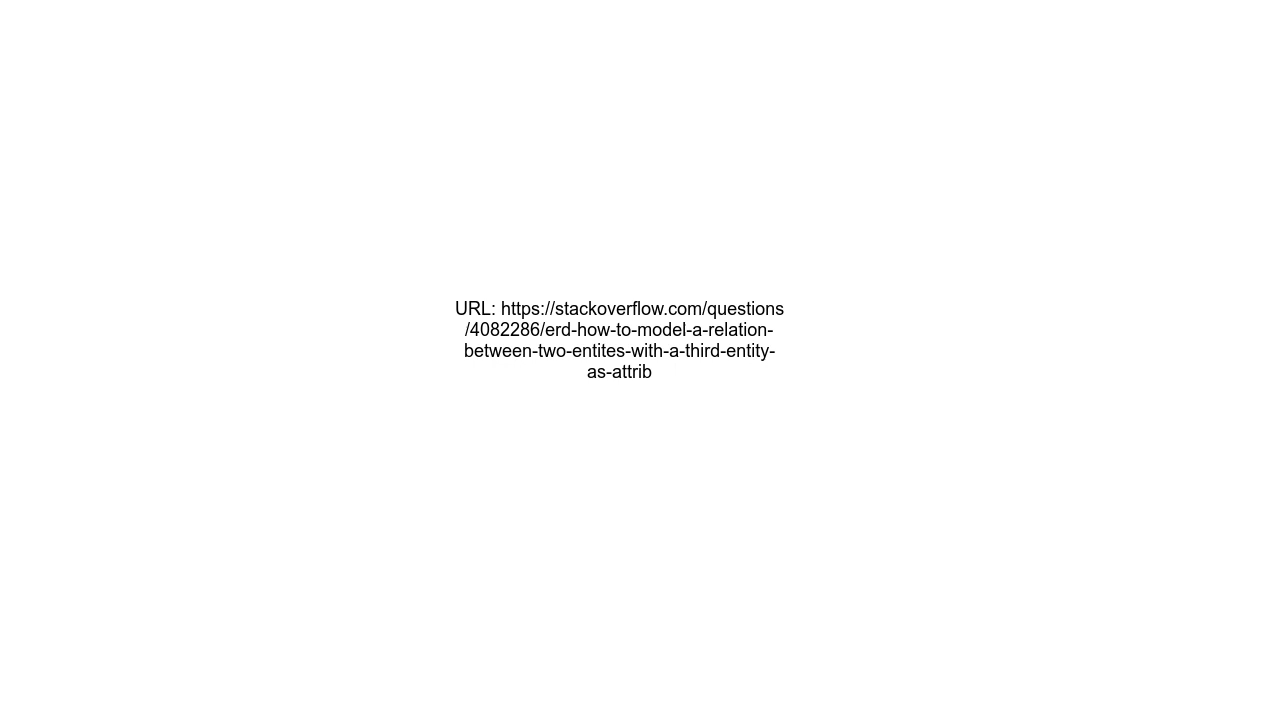 URL: https://stackoverflow.com/questions
/4082286/erd-how-to-model-a-relation-
between-two-entites-with-a-third-entity-
as-attrib